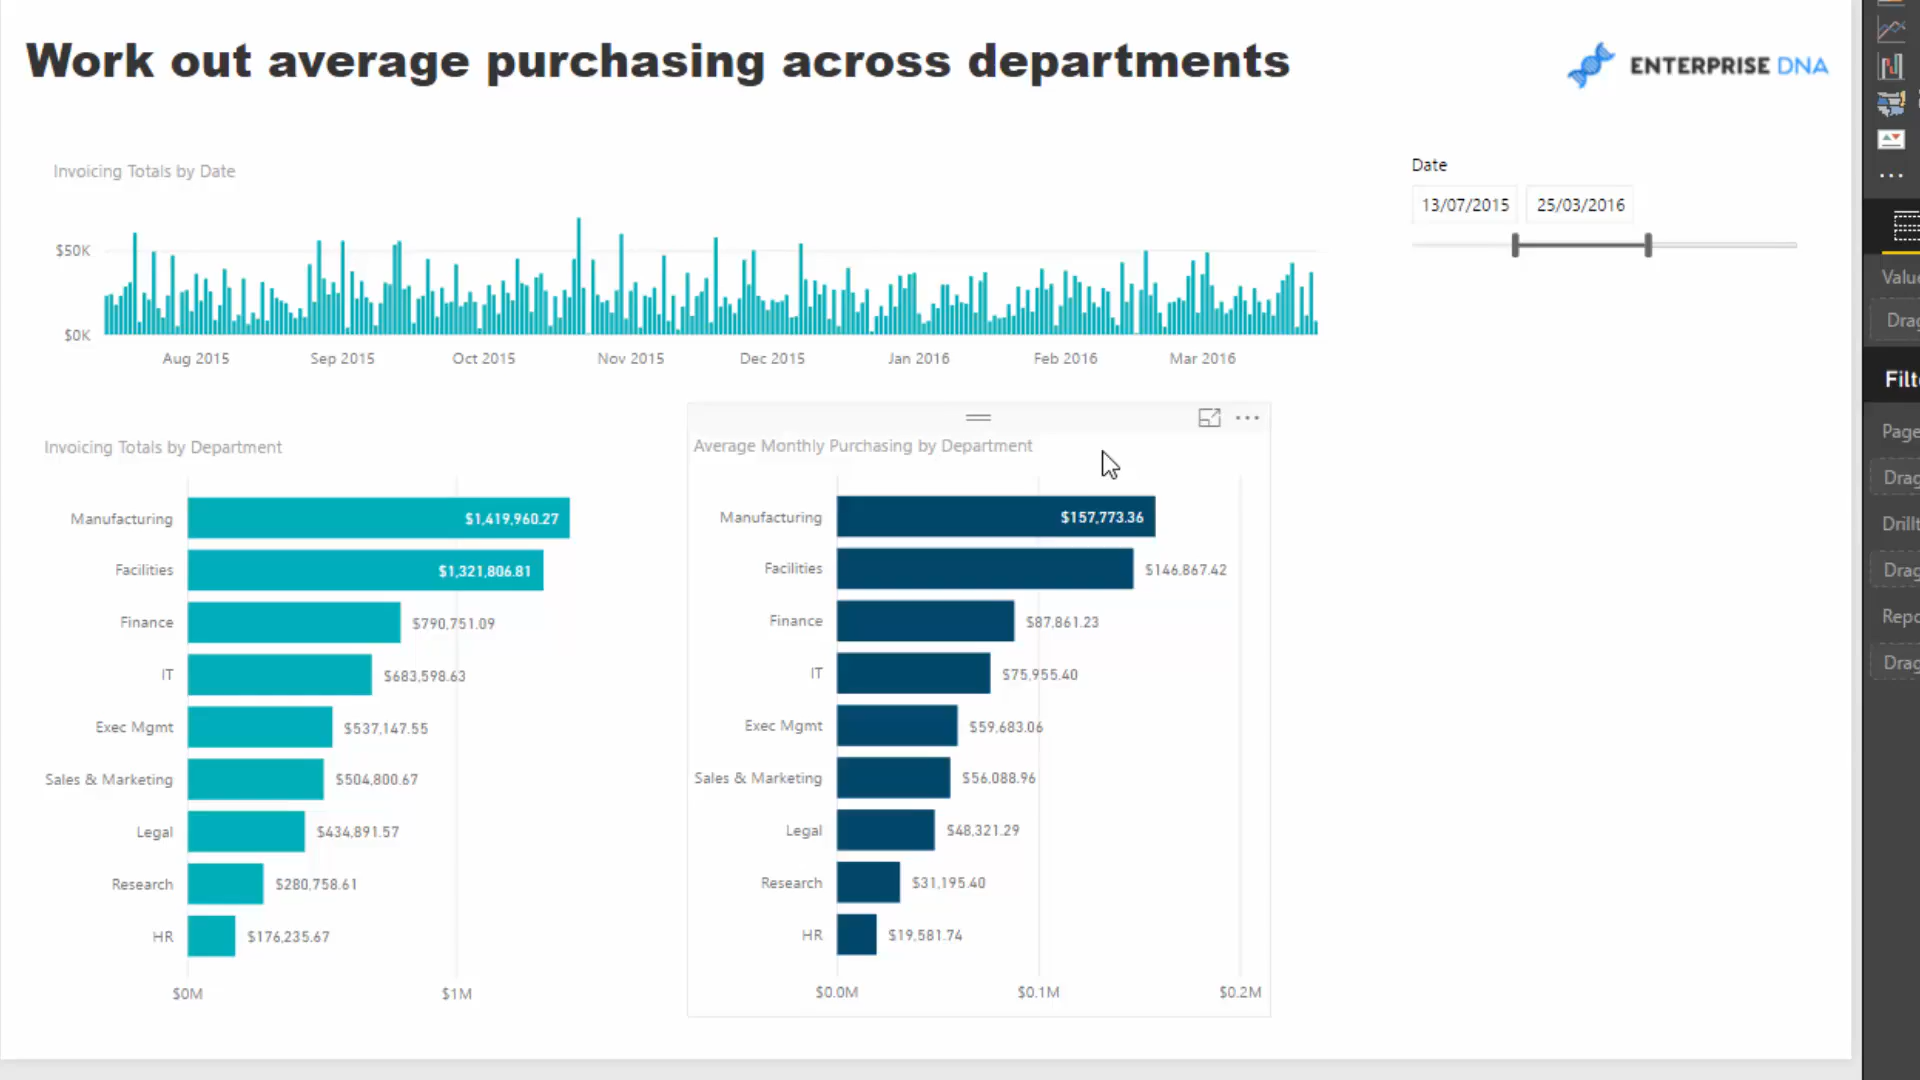 Work out average purchasing across departments
ENTERPRISE DNA
Invoicing Totals by Date
$50K
$0K
Aug 2015 Sep 2015 Oct 2015 Nov 2015 Dec 2015 Jan 2016 Feb 2016 Mar 2016
Date
13/07/2015 25/03/2016
Invoicing Totals by Department
Manufacturing $1,419,960.27
Facilities $1,321,806.81
Finance $790,751.09
IT $683,598.63
Exec Mgmt $537,147.55
Sales & Marketing $504,800.67
Legal $434,891.57
Research $280,758.61
HR $176,235.67
$0M $1M
Average Monthly Purchasing by Department
Manufacturing $157,773.36
Facilities $146,867.42
Finance $87,861.23
IT $75,955.40
Exec Mgmt $59,683.06
Sales & Marketing $56,088.96
Legal $48,321.29
Research $31,195.40
HR $19,581.74
$0.0M $0.1M $0.2M
Valu
Drag
Filt
Page
Drag
Drillt
Drag
Repo
Drag